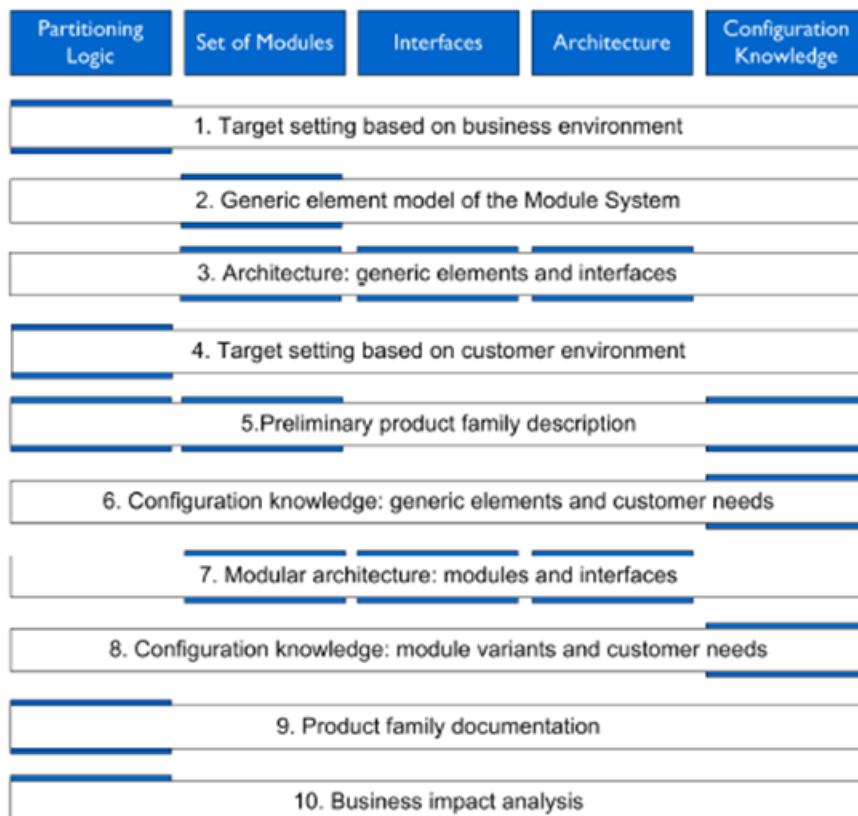 Partitioning
Logic
Set of Modules
Interfaces
Architecture
Configuration
Knowledge
1. Target setting based on business environment
2. Generic element model of the Module System
3. Architecture: generic elements and interfaces
4. Target setting based on customer environment
5.Preliminary product family description
6. Configuration knowledge: generic elements and customer needs
7. Modular architecture: modules and interfaces
8. Configuration knowledge: module variants and customer needs
9. Product family documentation
10. Business impact analysis